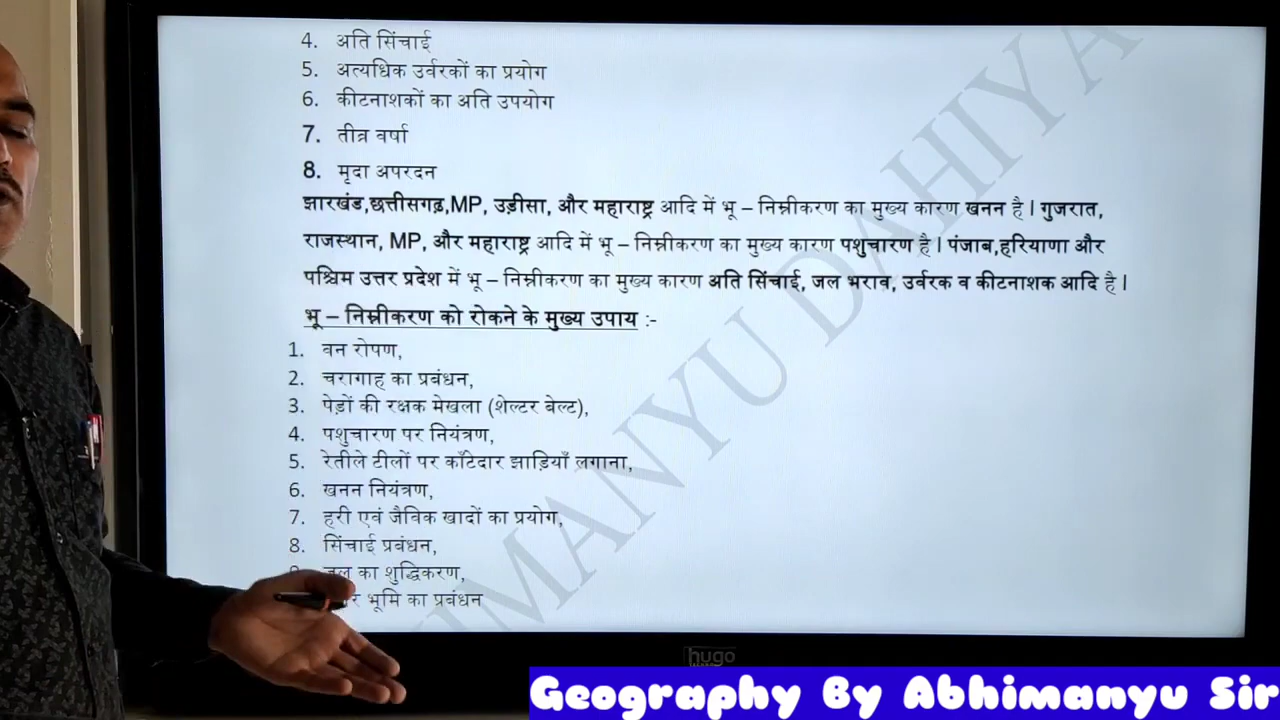 4. अति सिंचाई
5. अत्यधिक उर्वरकों का प्रयोग
6. कीटनाशकों का अति उपयोग
7. तीव्र वर्षा
8. मृदा अपरदन
झारखंड,छत्तीसगढ़,MP, उड़ीसा, और महाराष्ट्र आदि में भू – निम्नीकरण का मुख्य कारण खनन है | गुजरात,
राजस्थान, MP, और महाराष्ट्र आदि में भू – निम्नीकरण का मुख्य कारण पशुचारण है | पंजाब,हरियाणा और
पश्चिम उत्तर प्रदेश में भू – निम्नीकरण का मुख्य कारण अति सिंचाई, जल भराव, उर्वरक व कीटनाशक आदि है |
भू – निम्नीकरण को रोकने के मुख्य उपाय :-
1. वन रोपण,
2. चरागाह का प्रबंधन,
3. पेड़ों की रक्षक मेखला (शेल्टर बेल्ट),
4. पशुचारण पर नियंत्रण,
5. रेतीले टीलों पर काँटेदार झाड़ियाँ लगाना,
6. खनन नियंत्रण,
7. हरी एवं जैविक खादों का प्रयोग,
8. सिंचाई प्रबंधन,
जल का शुद्धिकरण,
भूमि का प्रबंधन
IMANYU DAHIYA
hugo
Geography By Abhimanyu Sir